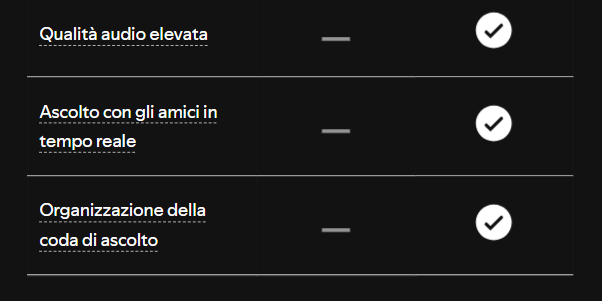 Qualità audio elevata
Ascolto con gli amici in
tempo reale
Organizzazione della
coda di ascolto